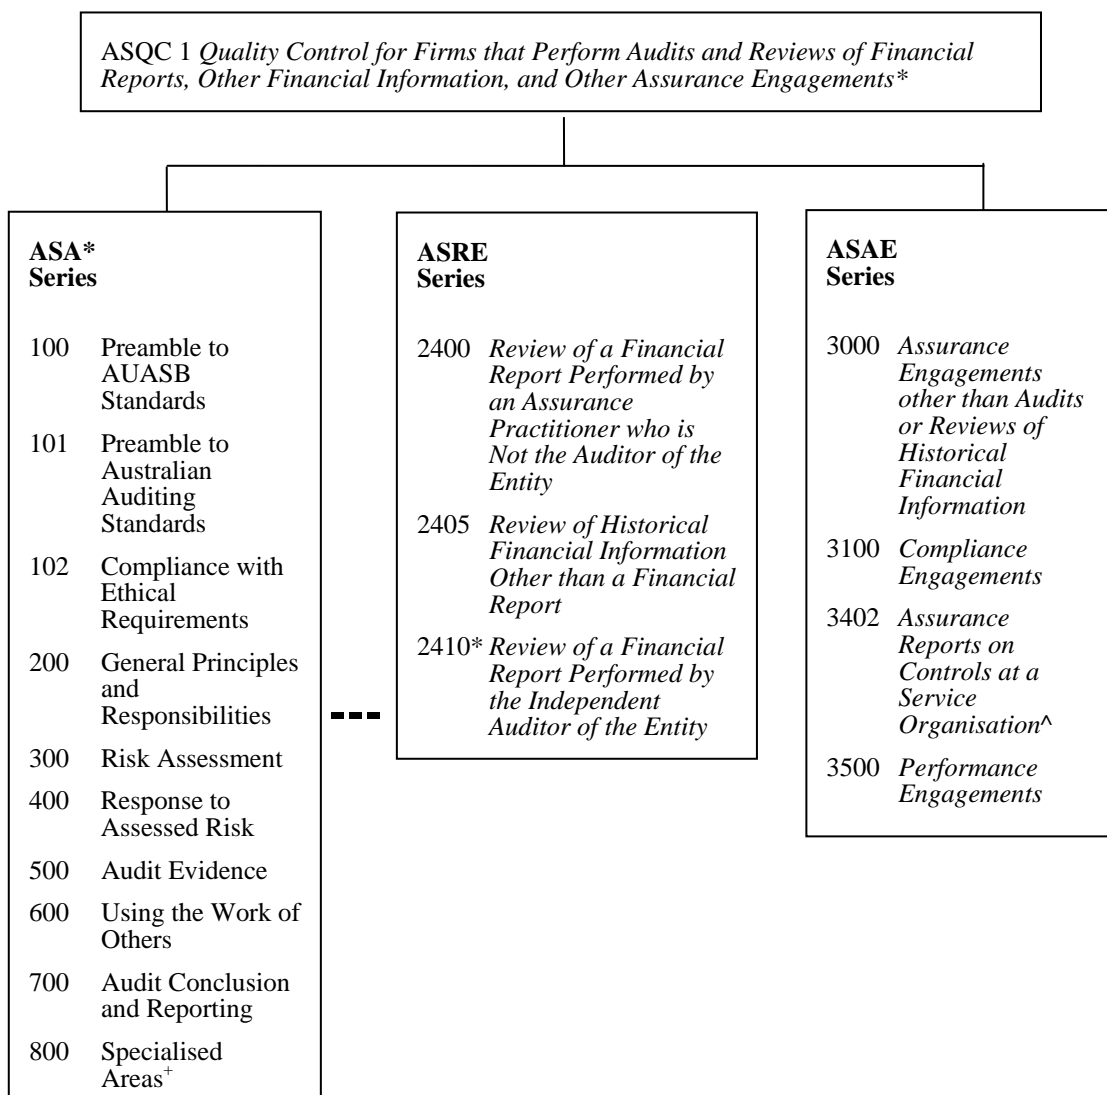 ASQC 1 Quality Control for Firms that Perform Audits and Reviews of Financial
Reports, Other Financial Information, and Other Assurance Engagements*
ASA*
Series
100 Preamble to
AUASB
Standards
101 Preamble to
Australian
Auditing
Standards
102 Compliance with
Ethical
Requirements
200 General Principles
and
Responsibilities
300 Risk Assessment
400 Response to
Assessed Risk
500 Audit Evidence
600 Using the Work of
Others
700 Audit Conclusion
and Reporting
800 Specialised
Areas+
ASRE
Series
2400 Review of a Financial
Report Performed by
an Assurance
Practitioner who is
Not the Auditor of the
Entity
2405 Review of Historical
Financial Information
Other than a Financial
Report
2410* Review of a Financial
Report Performed by
the Independent
Auditor of the Entity
ASAE
Series
3000 Assurance
Engagements
other than Audits
or Reviews of
Historical
Financial
Information
3100 Compliance
Engagements
3402 Assurance
Reports on
Controls at a
Service
Organisation^
3500 Performance
Engagements